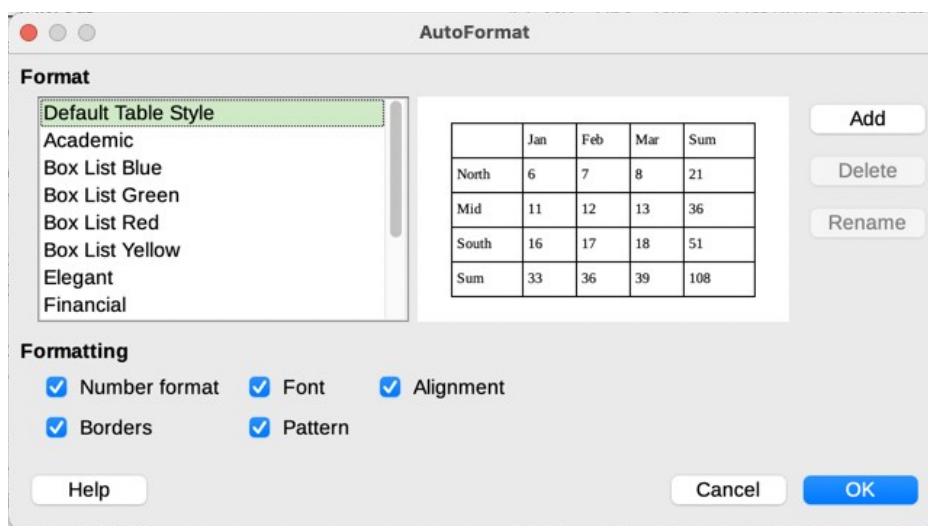 AutoFormat
Format
Default Table Style
Academic
Box List Blue
Box List Green
Box List Red
Box List Yellow
Elegant
Financial
Jan Feb Mar Sum
North 6 7 8 21
Mid 11 12 13 36
South 16 17 18 51
Sum 33 36 39 108
Add
Delete
Rename
Formatting
Number format Font Alignment
Borders Pattern
Help Cancel OK